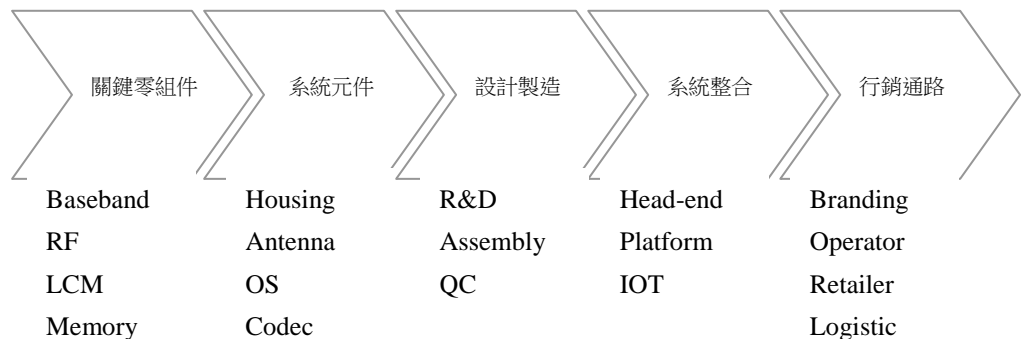 關鍵零組件
系統元件
設計製造
系統整合
行銷通路
Baseband
RF
LCM
Memory
Housing
Antenna
OS
Codec
R&D
Assembly
QC
Head-end
Platform
IOT
Branding
Operator
Retailer
Logistic